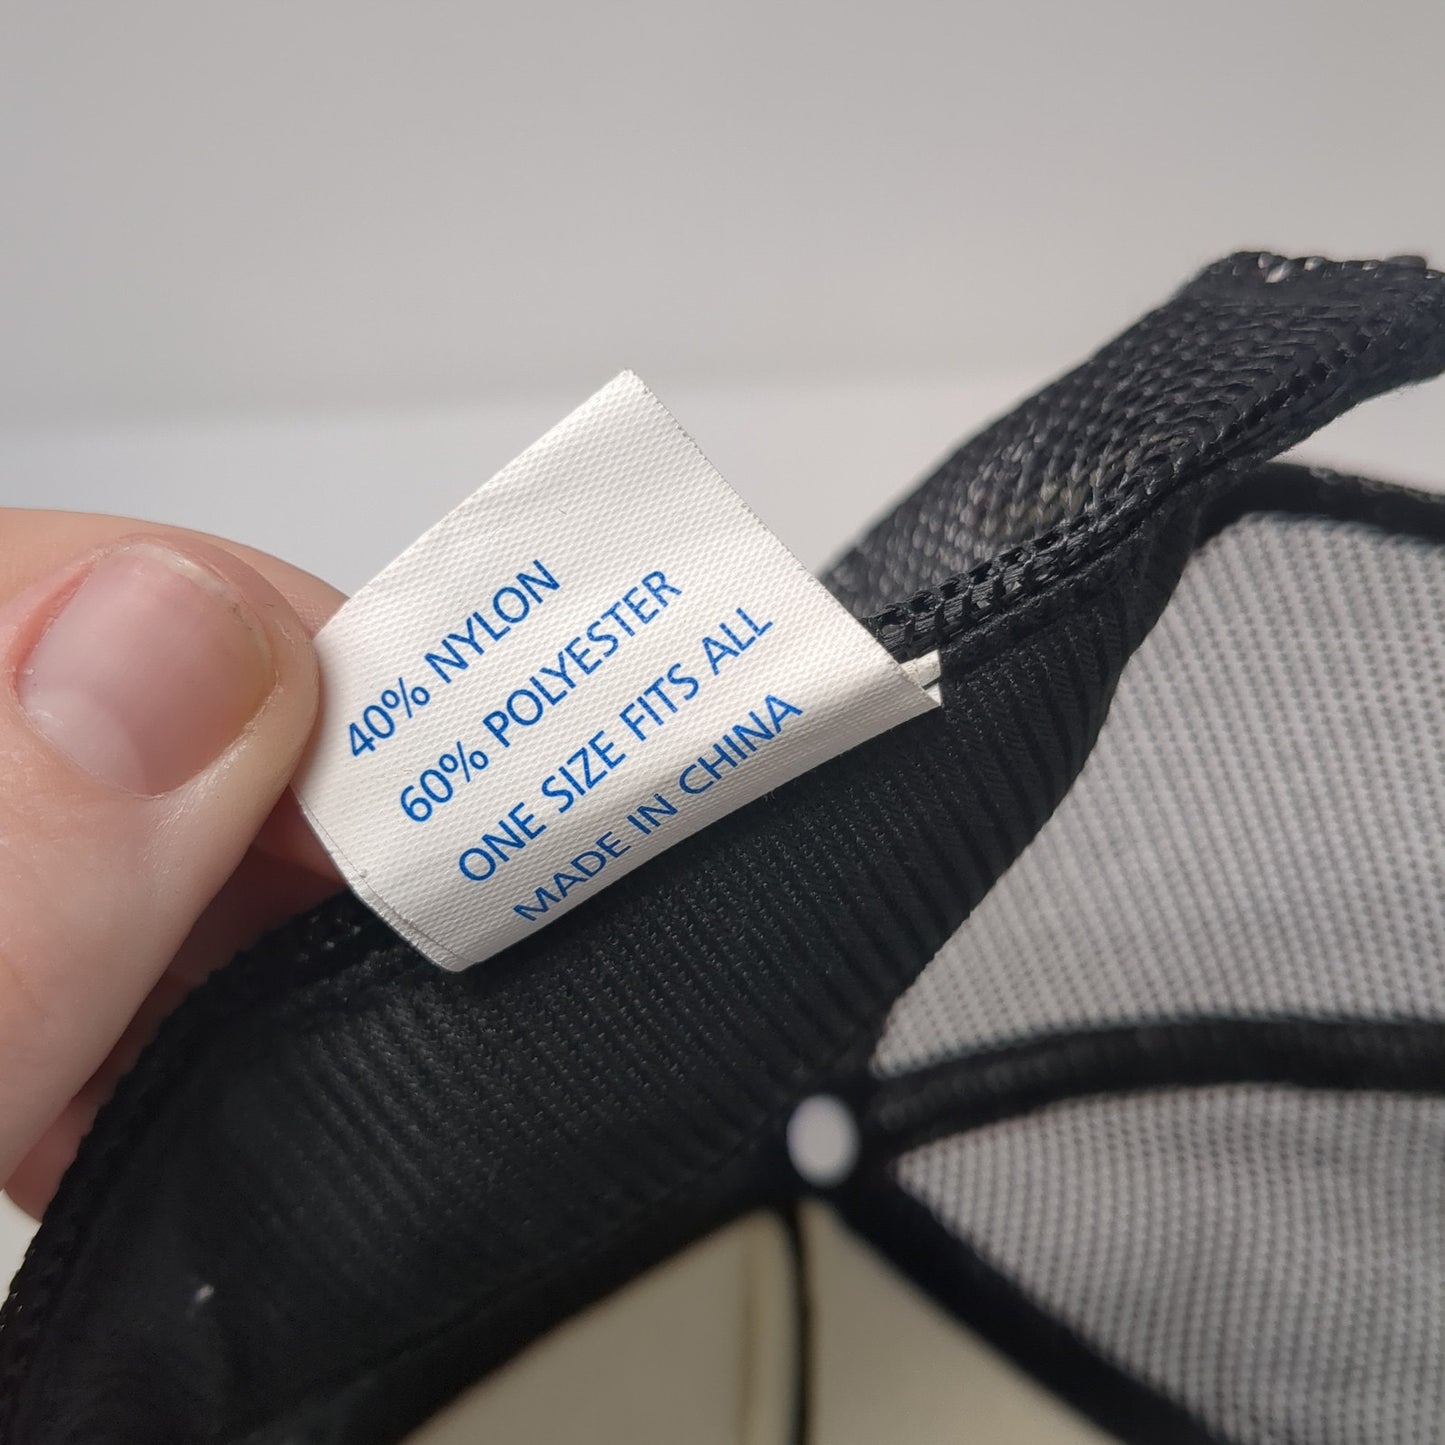 40% NYLON
60% POLYESTER
ONE SIZE FITS ALL
MADE IN CHINA